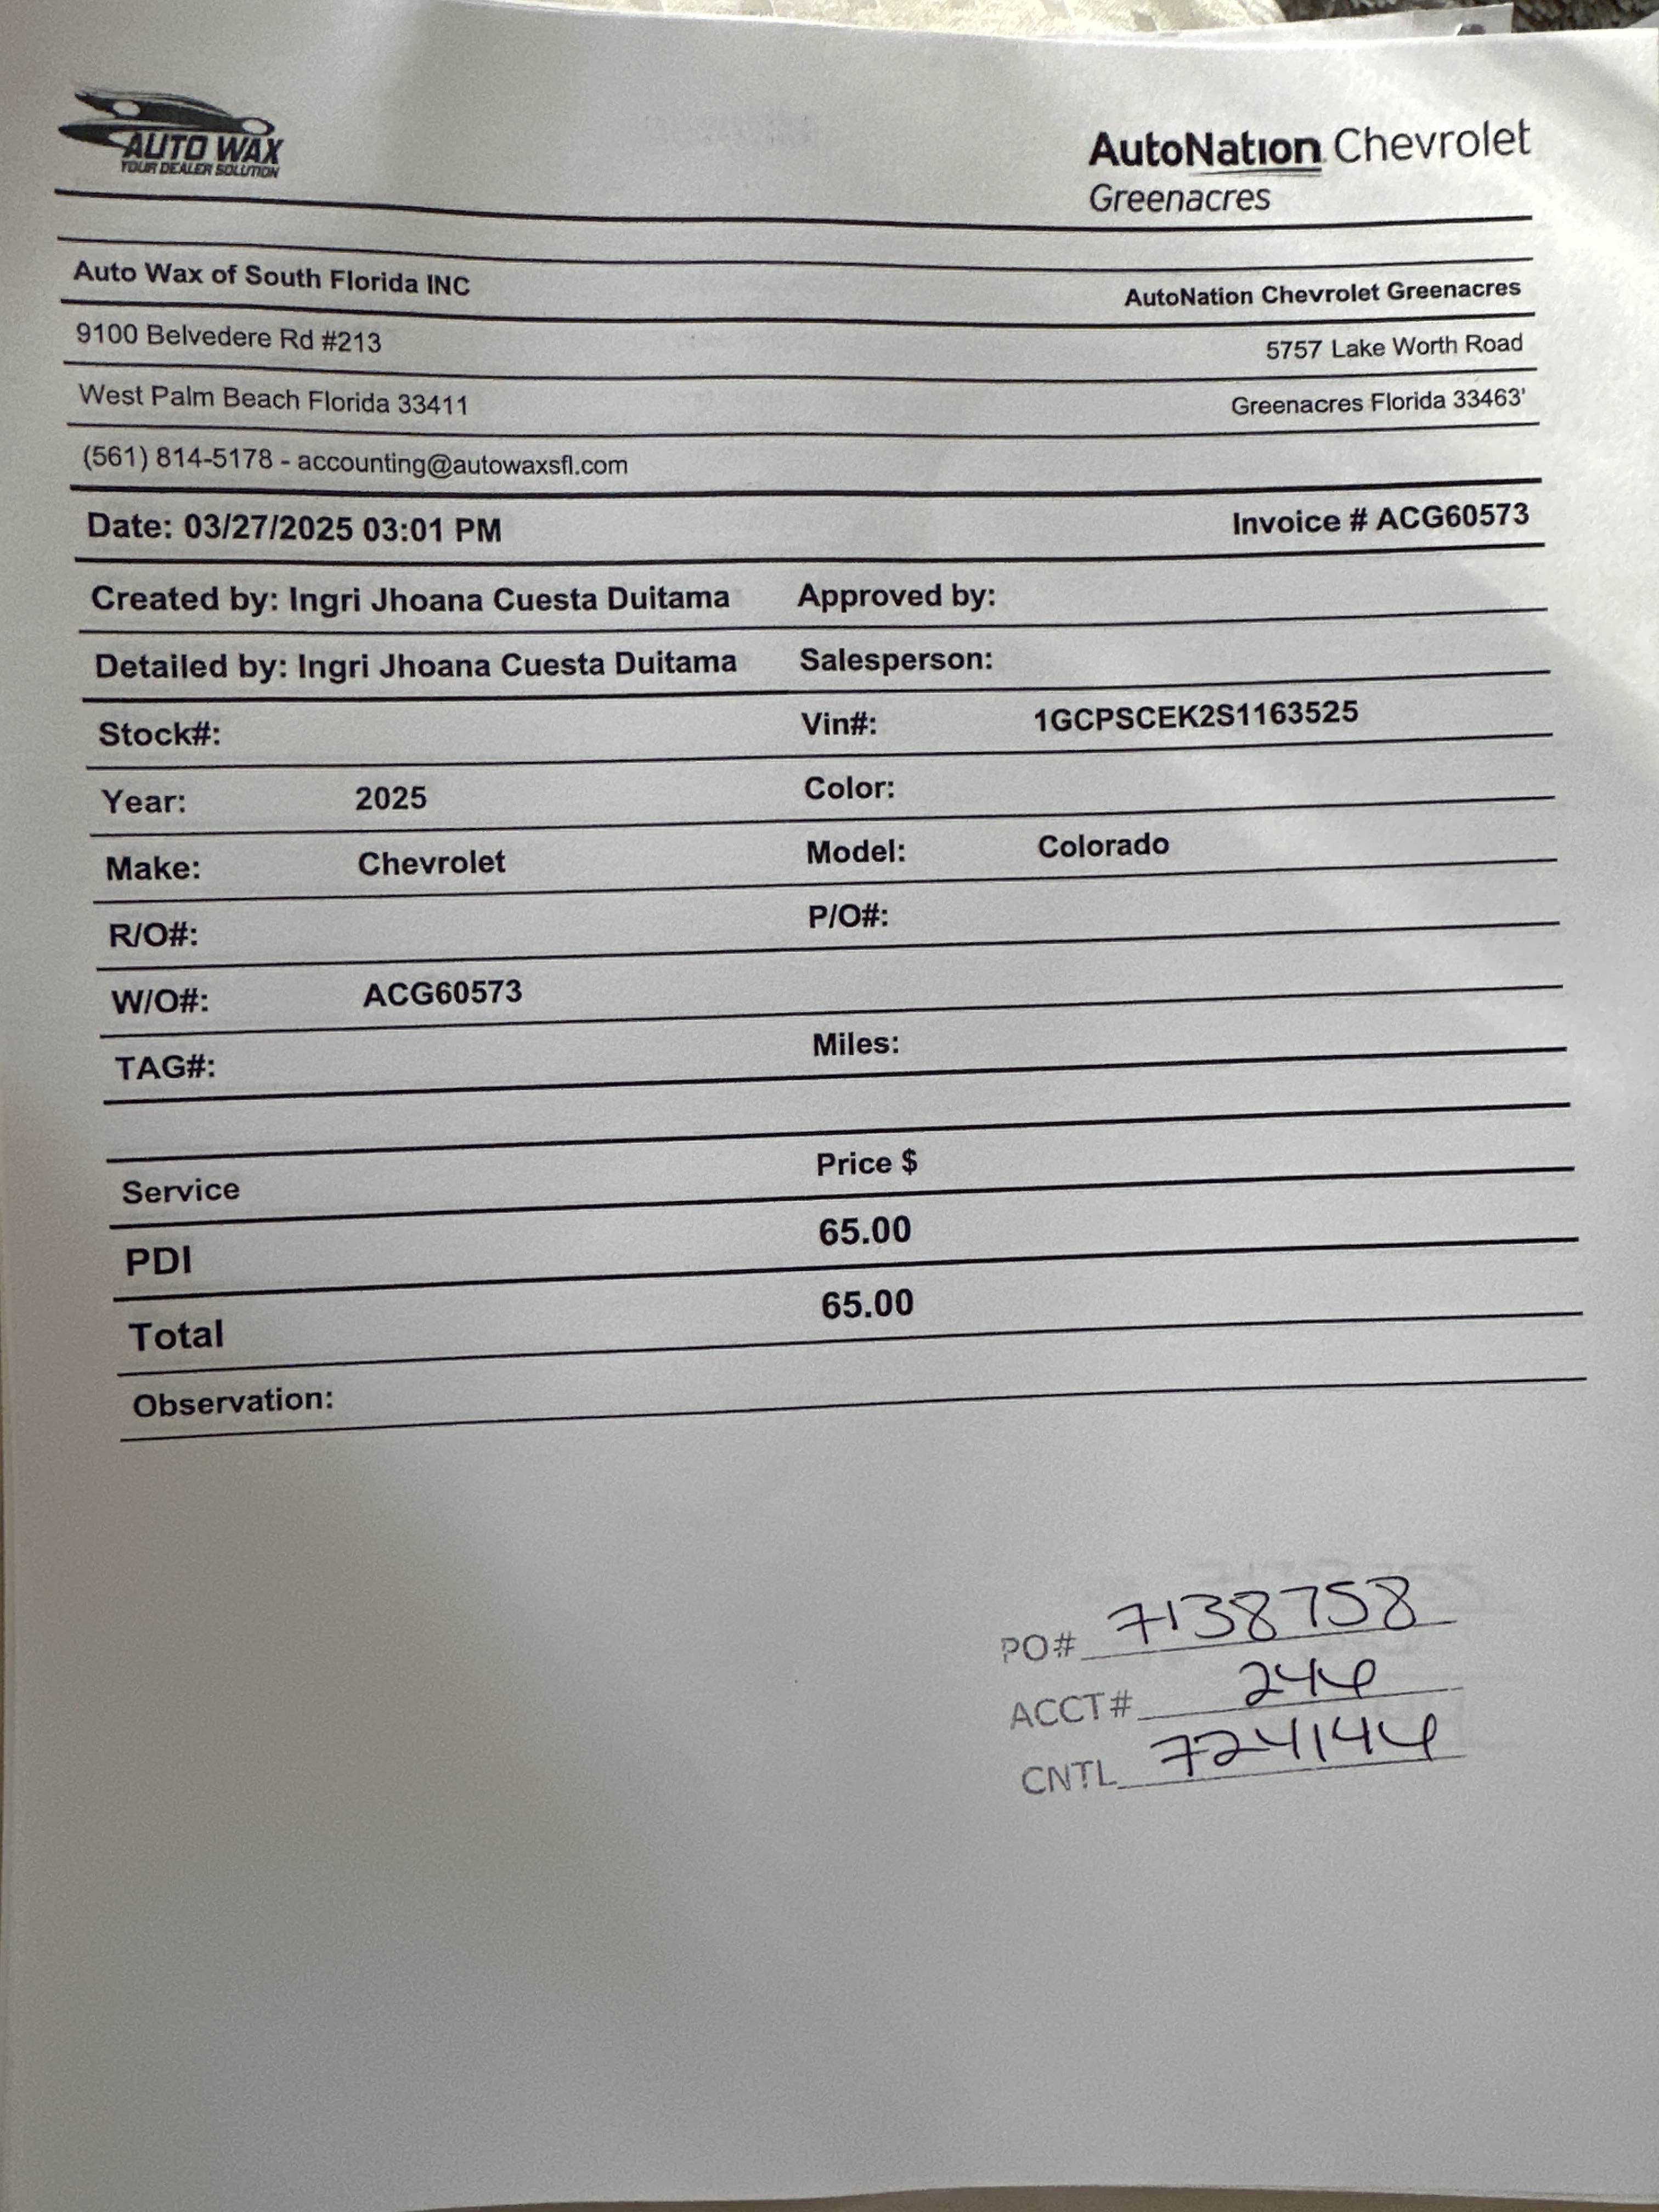 AUTO WAX
YOUR DEALER SOLUTION
AutoNation Chevrolet
Greenacres
Auto Wax of South Florida INC
AutoNation Chevrolet Greenacres
9100 Belvedere Rd #213
5757 Lake Worth Road
West Palm Beach Florida 33411
Greenacres Florida 33463'
(561) 814-5178 - accounting@autowaxsfl.com
Date: 03/27/2025 03:01 PM
Invoice # ACG60573
Created by: Ingri Jhoana Cuesta Duitama Approved by:
Detailed by: Ingri Jhoana Cuesta Duitama Salesperson:
Stock#: Vin#: 1GCPSCEK2S1163525
Year: 2025 Color:
Make: Chevrolet Model: Colorado
R/O#: P/O#:
W/O#: ACG60573
TAG#: Miles:
Service Price $
PDI 65.00
Total 65.00
Observation:
PO# 7138758
ACCT#
CNTL